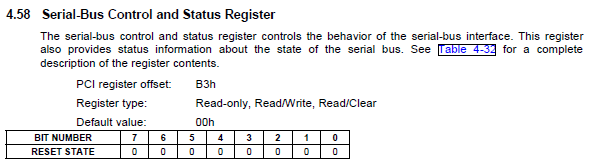 4.58 Serial-Bus Control and Status Register
The serial-bus control and status register controls the behavior of the serial-bus interface. This register
also provides status information about the state of the serial bus. See Table 4-32 for a complete
description of the register contents.
PCI register offset: B3h
Register type: Read-only, Read/Write, Read/Clear
Default value: 00h
BIT NUMBER 7 6 5 4 3 2 1 0
RESET STATE 0 0 0 0 0 0 0 0